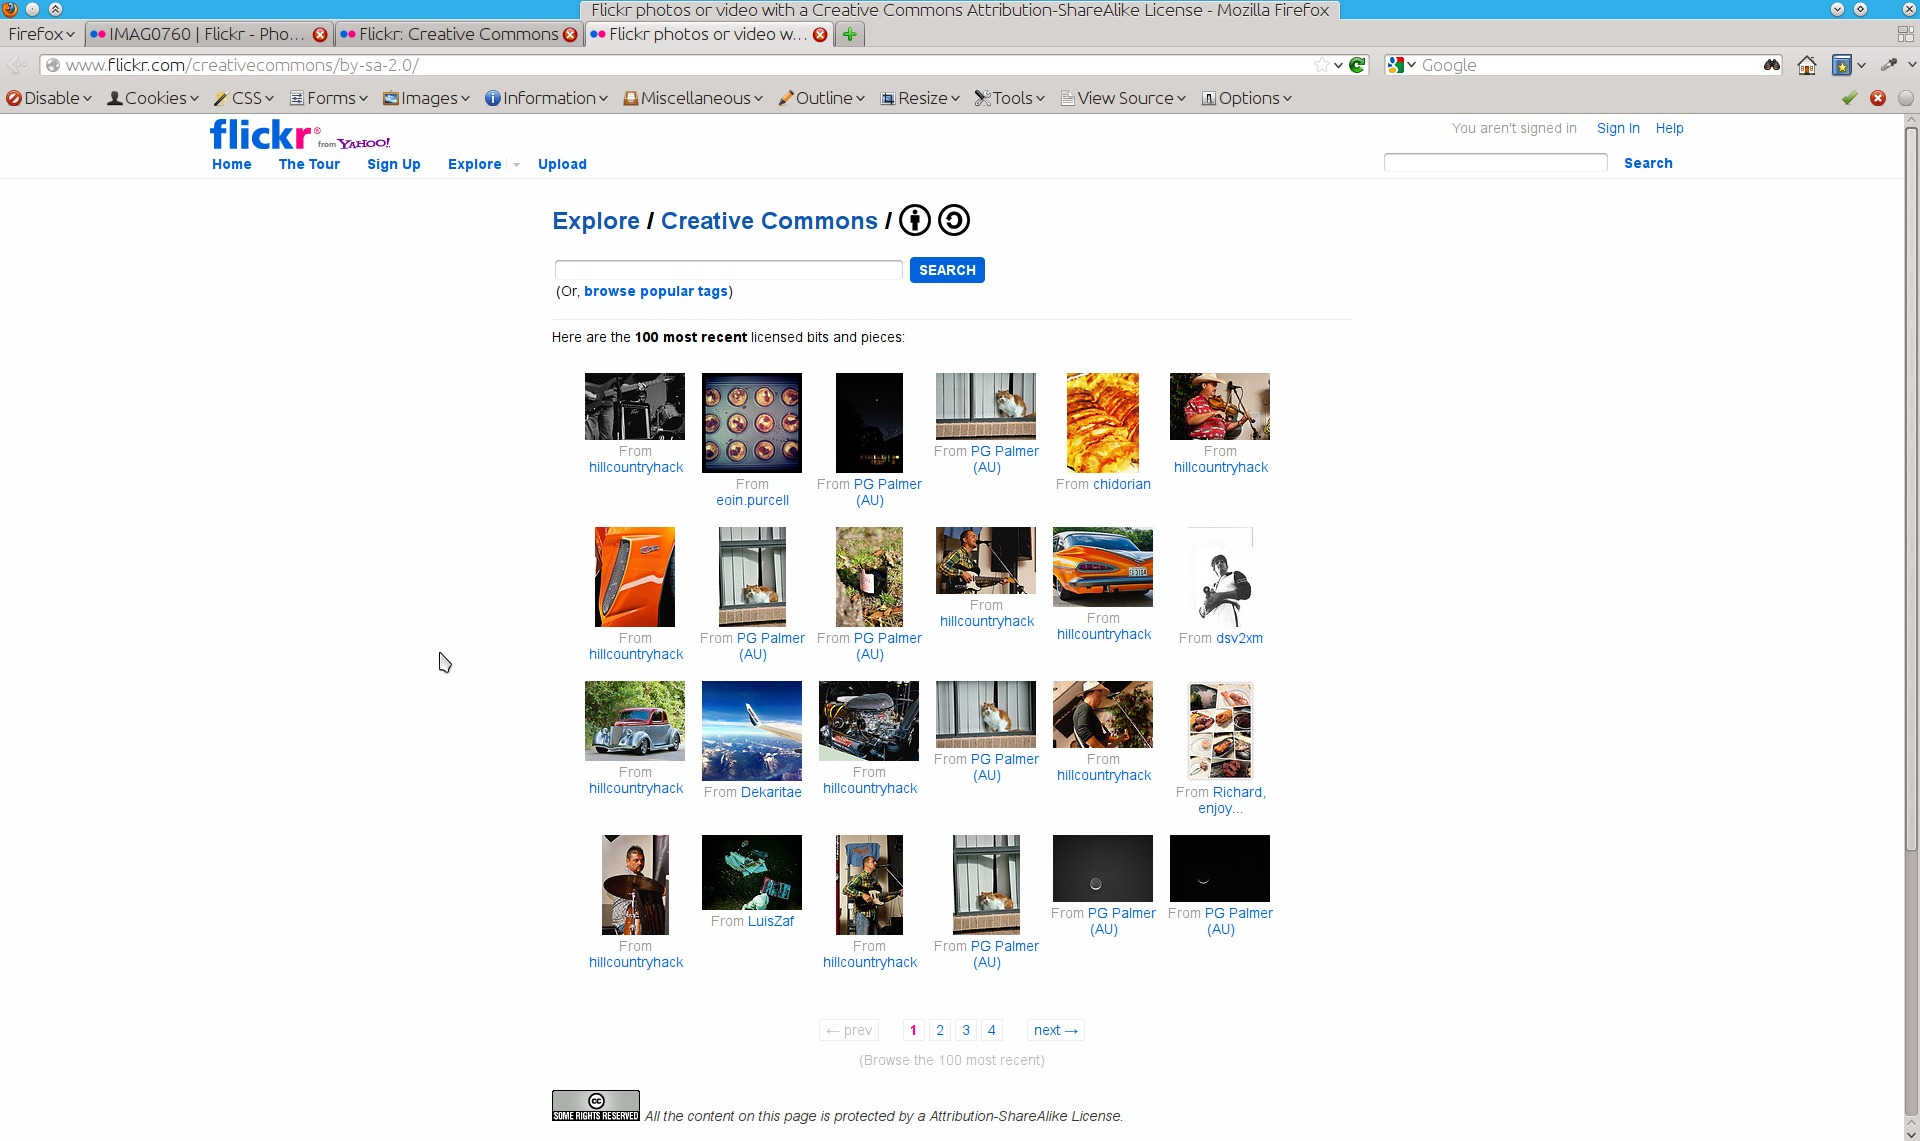 Flickr photos or video with a Creative Commons Attribution-ShareAlike License - Mozilla Firefox
Firefox IMAG0760 | Flickr - Pho... Flickr: Creative Commons Flickr photos or video w...
www.flickr.com/creativecommons/by-sa-2.0/ Google
Disable Cookies CSS Forms Images Information Miscellaneous Outline Resize Tools View Source Options
flickr® from YAHOO!
You aren't signed in Sign In Help
Home The Tour Sign Up Explore Upload
Search
Explore / Creative Commons /
SEARCH
(Or, browse popular tags)
Here are the 100 most recent licensed bits and pieces:
From hillcountryhack
From eoin.purcell
From PG Palmer (AU)
From PG Palmer (AU)
From chidorian
From hillcountryhack
From hillcountryhack
From PG Palmer (AU)
From PG Palmer (AU)
From hillcountryhack
From hillcountryhack
From dsv2xm
From hillcountryhack
From Dekaritae
From hillcountryhack
From PG Palmer (AU)
From hillcountryhack
From Richard, enjoy...
From hillcountryhack
From LuisZaf
From hillcountryhack
From PG Palmer (AU)
From PG Palmer (AU)
From PG Palmer (AU)
← prev 1 2 3 4 next →
(Browse the 100 most recent)
cc
SOME RIGHTS RESERVED All the content on this page is protected by a Attribution-ShareAlike License.